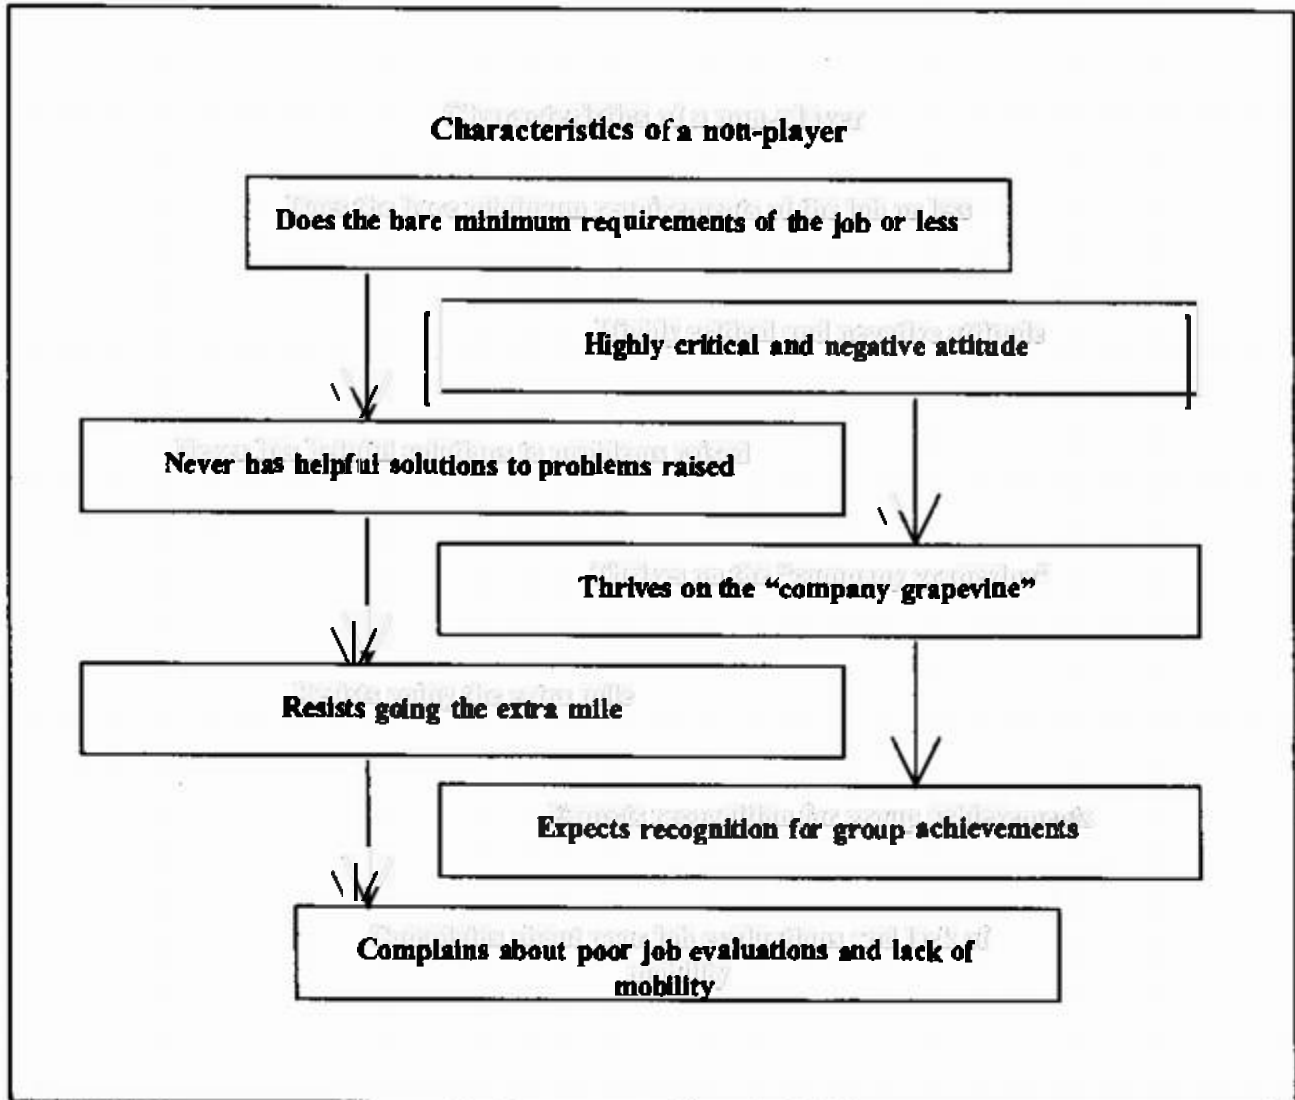 Characteristics of a non-player
Does the bare minimum requirements of the job or less
Highly critical and negative attitude
Never has helpful solutions to problems raised
Thrives on the “company grapevine”
Resists going the extra mile
Expects recognition for group achievements
Complains about poor job evaluations and lack of
mobility